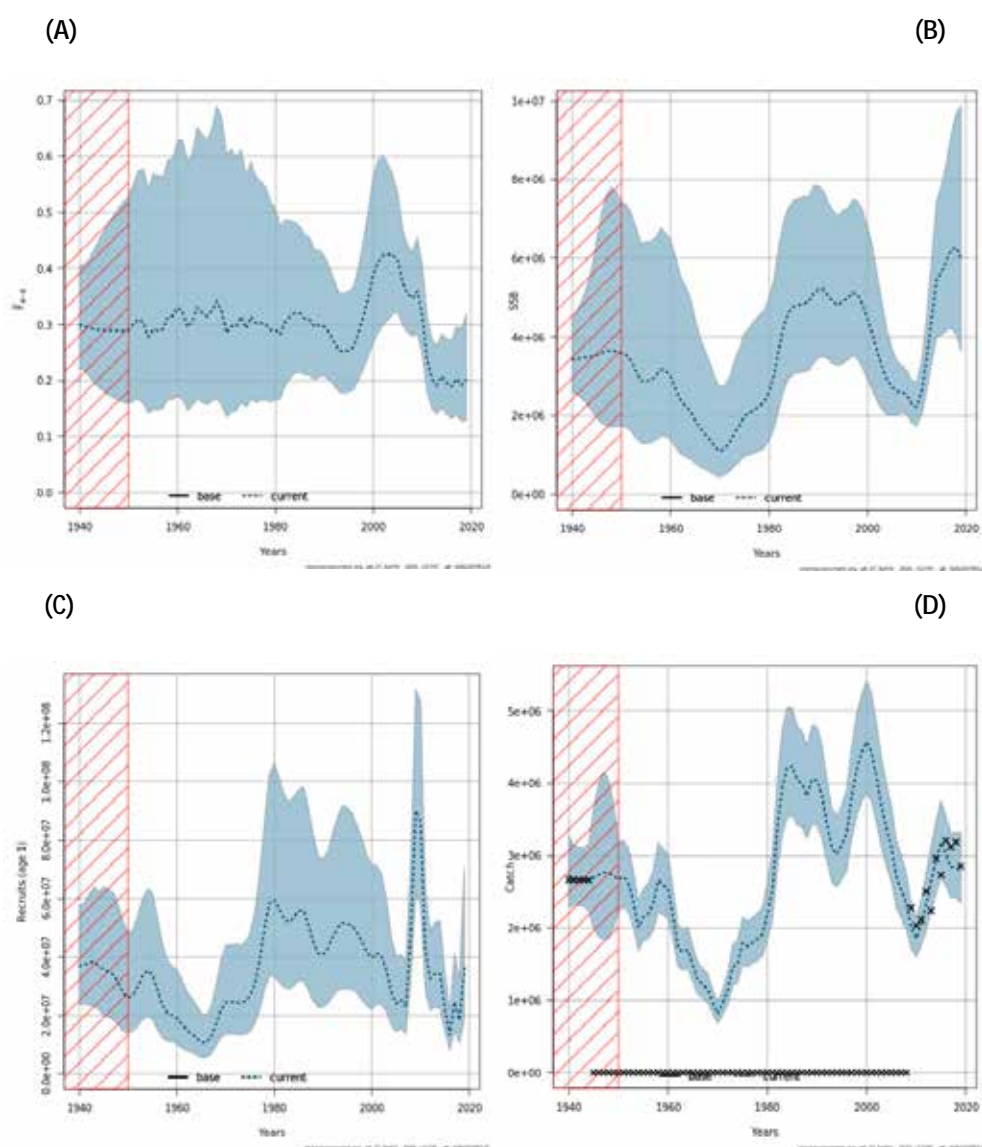 (A)
(B)
0.7
0.6
0.5
0.4
0.3
0.2
0.1
0.0
1940
1960
1980
2000
2020
Years
base
current
1e+07
8e+06
6e+06
4e+06
2e+06
0e+00
SSB
1940
1960
1980
2000
2020
Years
base
current
(C)
(D)
1.2e+08
1.0e+08
8.0e+07
6.0e+07
4.0e+07
2.0e+07
0.0e+00
Recruits (age 1)
1940
1960
1980
2000
2020
Years
base
current
5e+06
4e+06
3e+06
2e+06
1e+06
0e+00
Catch
1940
1960
1980
2000
2020
Years
base
current